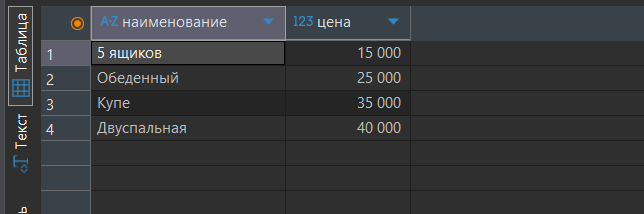 Таблица
Текст
A-Z наименование 123 цена
1 5 ящиков 15 000
2 Обеденный 25 000
3 Купе 35 000
4 Двуспальная 40 000